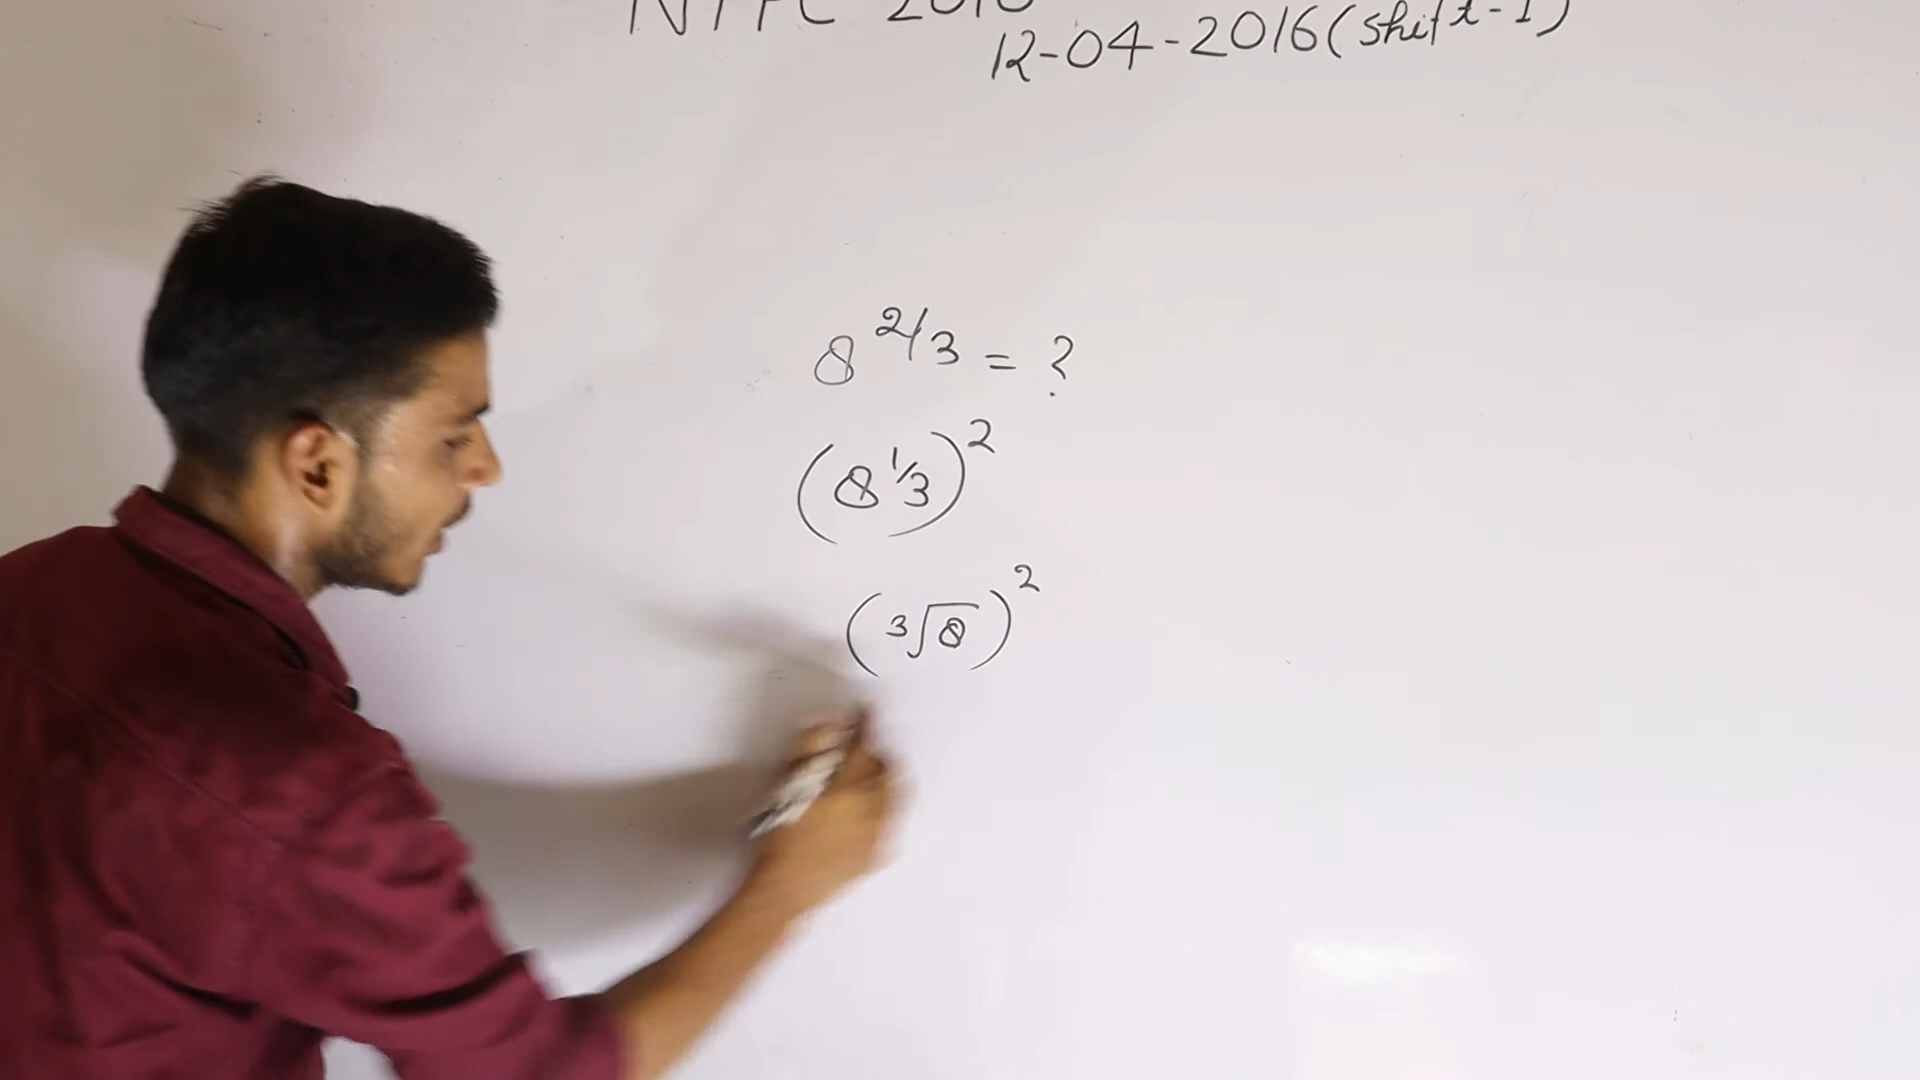 12-04-2016(Shift-1)
8^2/3 = ?
(8^1/3)^2
(³√8)^2